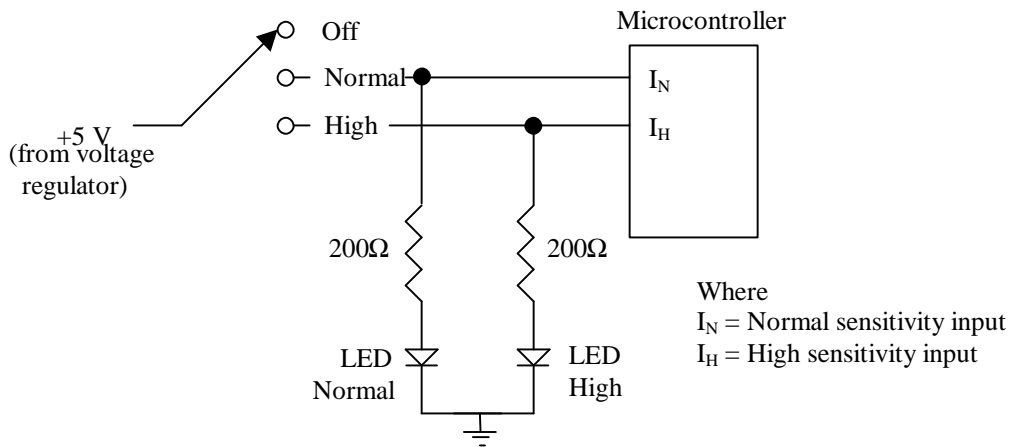 Microcontroller
Off
Normal
I_N
High
I_H
+5 V
(from voltage
regulator)
200Ω
200Ω
Where
I_N = Normal sensitivity input
I_H = High sensitivity input
LED
Normal
LED
High